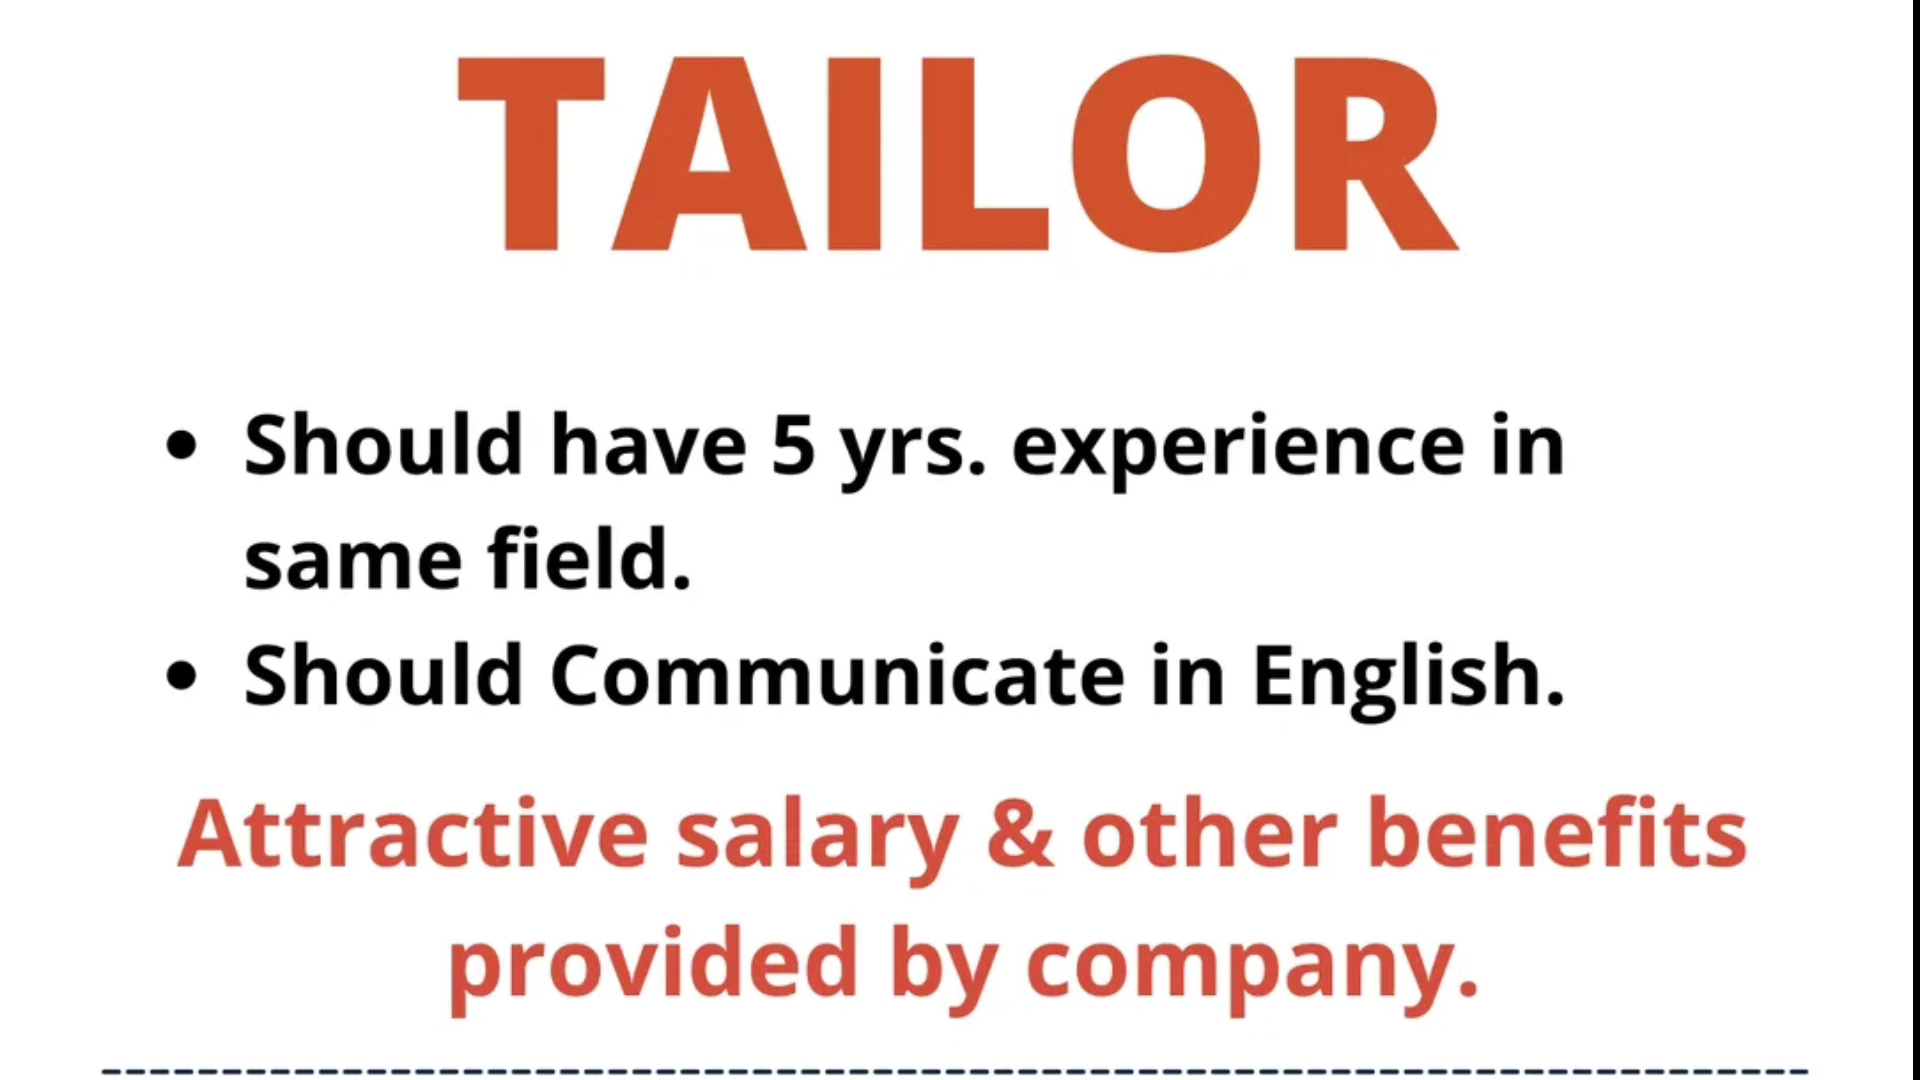 TAILOR
• Should have 5 yrs. experience in
same field.
• Should Communicate in English.
Attractive salary & other benefits
provided by company.